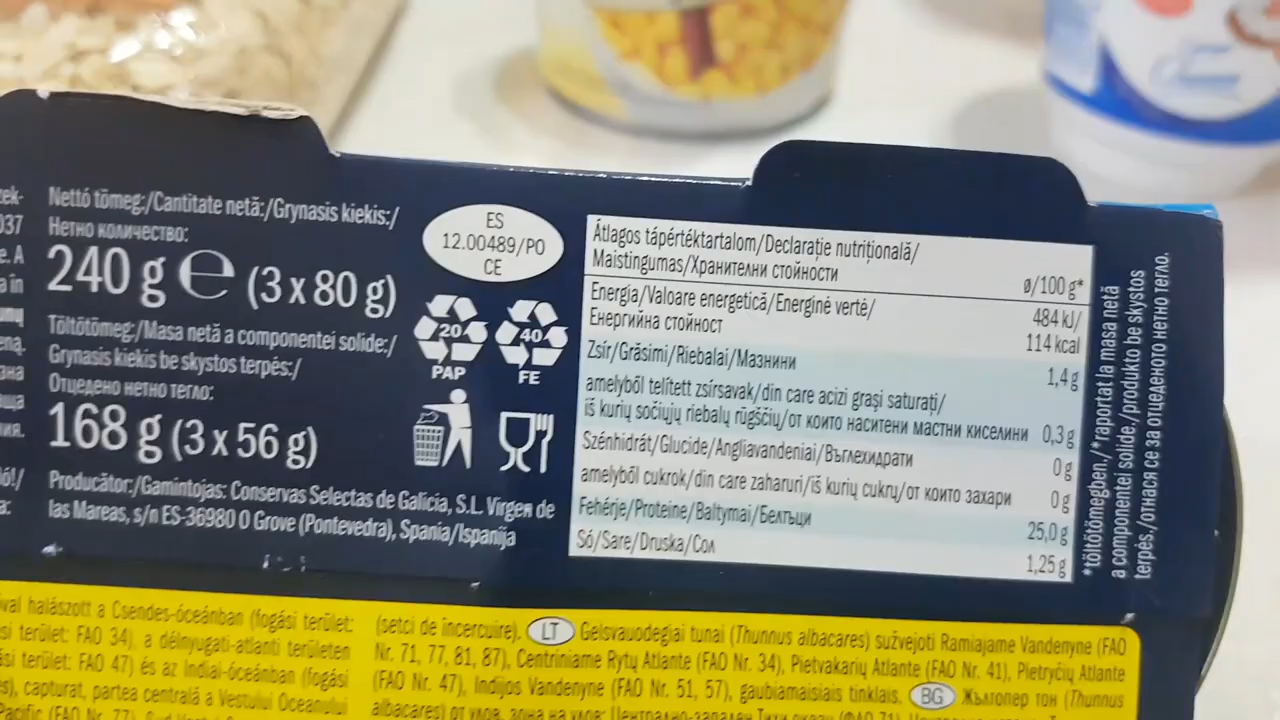 Nettó tömeg:/Cantitate netă:/Grynasis kiekis:/
Нетно количество:
240 g e (3 x 80 g)
Töltőtömeg:/Masa netă a componentei solide:/
Grynasis kiekis be skystos terpės:/
Отцедено нетно тегло:
168 g (3 x 56 g)
Producător:/Gamintojas: Conservas Selectas de Galicia, S.L. Virgen de
las Mareas, s/n ES-36980 O Grove (Pontevedra), Spania/Ispanija
ES
12.00489/PO
CE
20
PAP
40
FE
Átlagos tápértéktartalom/Declarație nutrițională/
Maistingumas/Хранителни стойности
ø/100 g*
Energia/Valoare energetică/Energinė vertė/
Енергийна стойност
484 kJ/
114 kcal
Zsír/Grăsimi/Riebalai/Мазнини 1,4 g
amelyből telített zsírsavak/din care acizi grași saturați/
iš kurių sočiųjų riebalų rūgščių/от които наситени мастни киселини 0,3 g
Szénhidrát/Glucide/Angliavandeniai/Въглехидрати 0 g
amelyből cukrok/din care zaharuri/iš kurių cukrų/от които захари 0 g
Fehérje/Proteine/Baltymai/Белтъци 25,0 g
Só/Sare/Druska/Сол 1,25 g
*töltőtömegben./*raportat la masa netă
a componentei solide./produkto be skystos
terpės./отнася се за отцеденото нетно тегло.
halászott a Csendes-óceánban (fogási terület:
terület: FAO 34), a délnyugati-atlanti területen
terület: FAO 47) és az Indiai-óceánban (fogási
capturat, partea centrală a Vestului Oceanului
Pacific (FAO Nr. 77),
(setci de încercuire). LT Gelsvauodegiai tunai (Thunnus albacares) sužvejoti Ramiajame Vandenyne (FAO
Nr. 71, 77, 81, 87), Centriniame Rytų Atlante (FAO Nr. 34), Pietvakarių Atlante (FAO Nr. 41), Pietryčių Atlante
(FAO Nr. 47), Indijos Vandenyne (FAO Nr. 51, 57), gaubiamaisiais tinklais. BG Жълтопер тон (Thunnus
albacares) от улов, зона на улов: